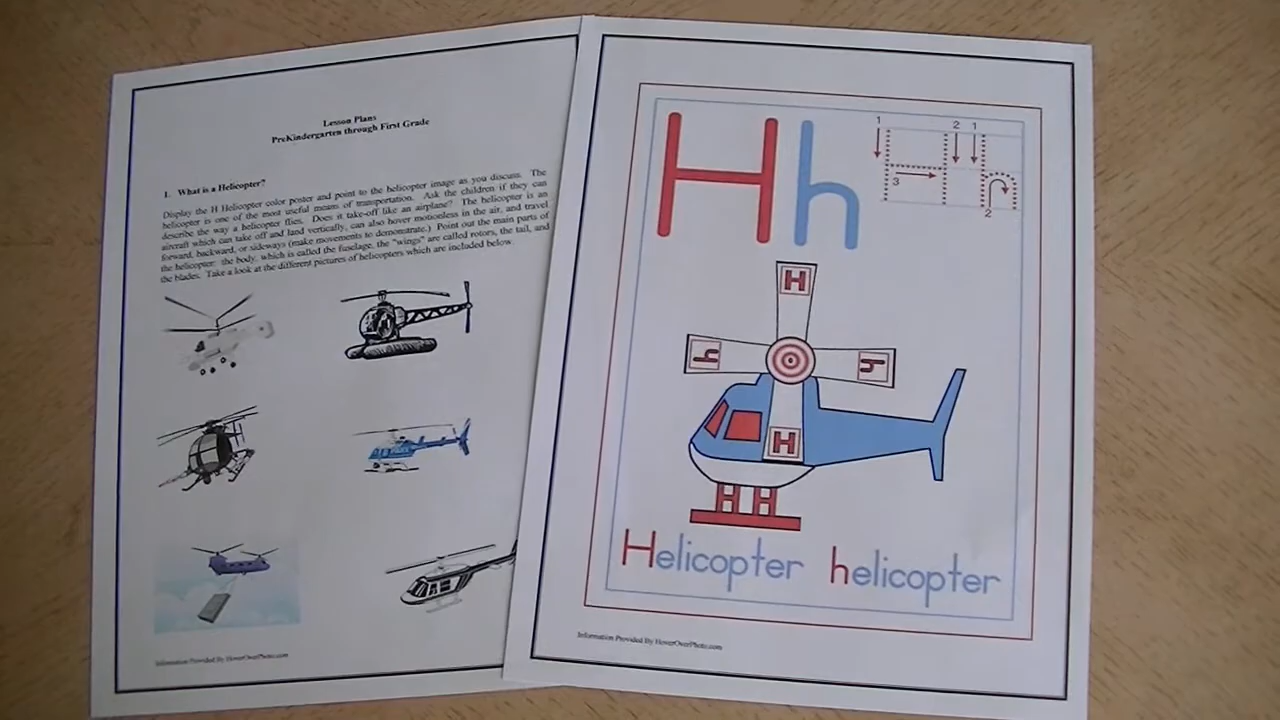 Lesson Plans
PreKindergarten through First Grade
1. What is a Helicopter?
Display the H Helicopter color poster and point to the helicopter image as you discuss. The
helicopter is one of the most useful means of transportation. Ask the children if they can
describe the way a helicopter flies. Does it take-off like an airplane? The helicopter is an
aircraft which can take off and land vertically, can also hover motionless in the air, and travel
forward, backward, or sideways (make movements to demonstrate.) Point out the main parts of
the helicopter: the body, which is called the fuselage, the "wings" are called rotors, the tail, and
the blades. Take a look at the different pictures of helicopters which are included below.
Information Provided By HoverOverPhoto.com
H h
1 2 1
3
2
H
h h
H
H H
Helicopter helicopter
Information Provided By HoverOverPhoto.com